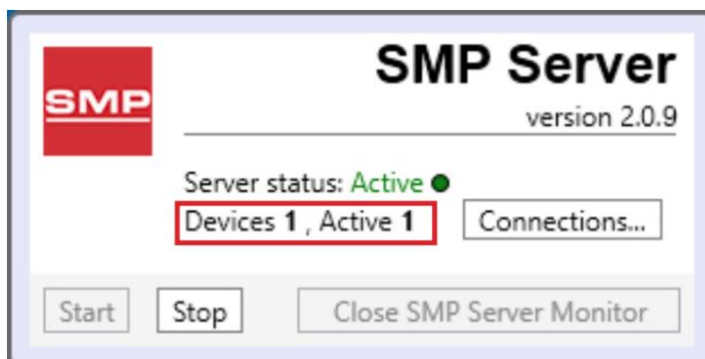 SMP
SMP Server
version 2.0.9
Server status: Active
Devices 1 , Active 1
Connections...
Start
Stop
Close SMP Server Monitor